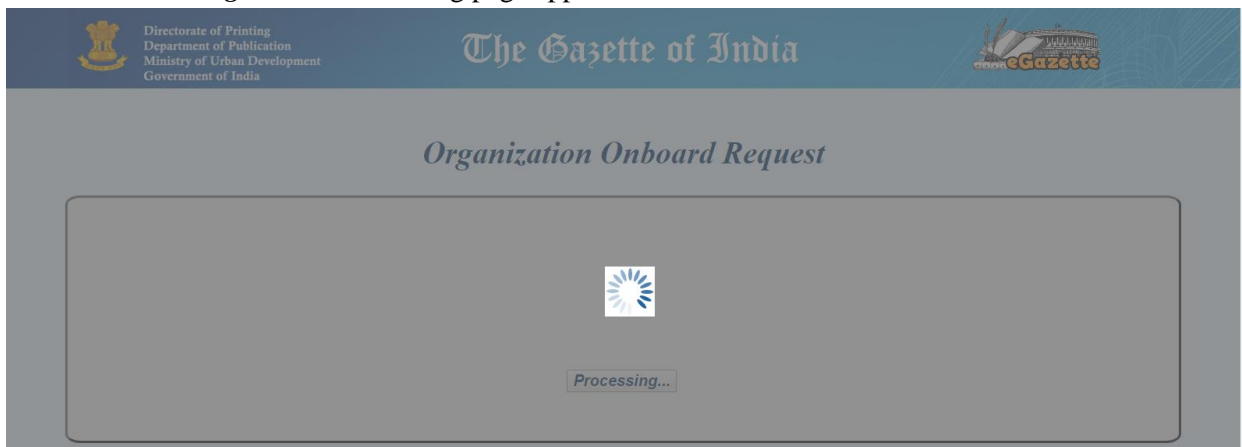 Directorate of Printing
Department of Publication
Ministry of Urban Development
Government of India
The Gazette of India
eGazette
Organization Onboard Request
Processing...